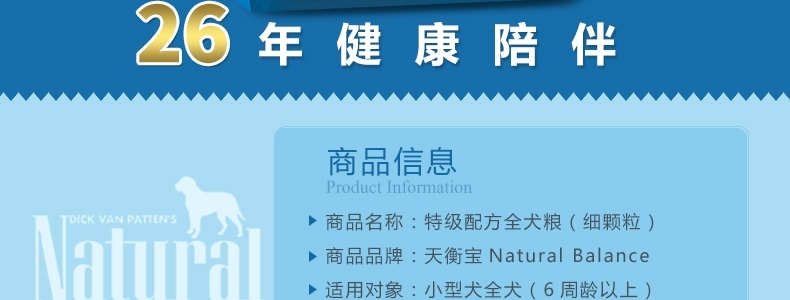 26年健康陪伴
商品信息
Product Information
DICK VAN PATTEN'S
Natural
商品名称：特级配方全犬粮（细颗粒）
商品品牌：天衡宝 Natural Balance
适用对象：小型犬全犬（6周龄以上）